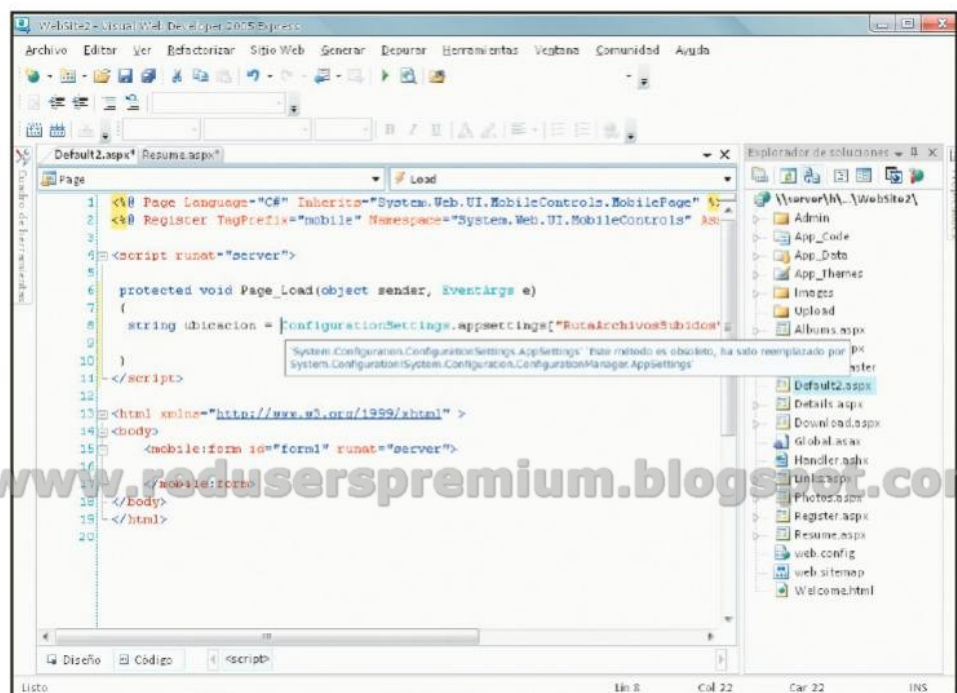 WebSite2 - Visual Web Developer 2005 Express
Archivo Editar Ver Refactorizar Sitio Web Generar Depurar Herramientas Ventana Comunidad Ayuda
Default2.aspx* Resume.aspx*
Explorador de soluciones
Cuadro de herramientas
Page
Load
1 <%@ Page Language="C#" Inherits="System.Web.UI.MobileControls.MobilePage" %>
2 <%@ Register TagPrefix="mobile" Namespace="System.Web.UI.MobileControls" Ass
3
4 <script runat="server">
5
6 protected void Page_Load(object sender, EventArgs e)
7 {
8 string ubicacion = ConfigurationSettings.appsettings["RutaArchivosSubidos"
9
10 }
11 </script>
12
13 <html xmlns="http://www.w3.org/1999/xhtml" >
14 <body>
15 <mobile:form id="form1" runat="server">
16
17 </mobile:form>
18 </body>
19 </html>
20
'System.Configuration.ConfigurationSettings.AppSettings' 'Este método es obsoleto, ha sido reemplazado por
System.Configuration!System.Configuration.ConfigurationManager.AppSettings'
\\server\h\...\WebSite2\
Admin
App_Code
App_Data
App_Themes
Images
Upload
Albums.aspx
px
aster
Default2.aspx
Details.aspx
Download.aspx
Global.asax
Handler.ashx
Links.aspx
Photos.aspx
Register.aspx
Resume.aspx
web.config
web.sitemap
Welcome.html
www.reduserspremium.blogspot.com
Diseño Código <script>
Listo Lín 8 Col 22 Car 22 INS